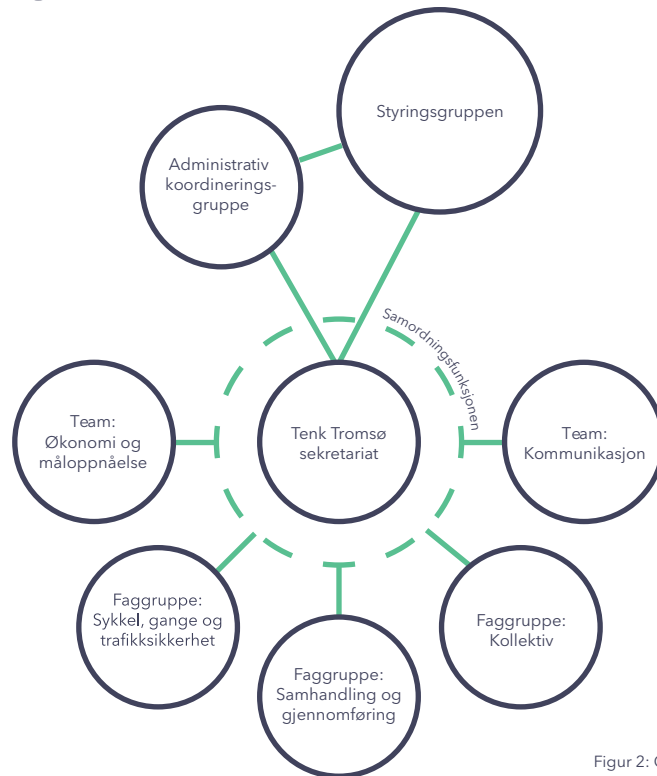 Styringsgruppen
Administrativ
koordinerings-
gruppe
Samordningsfunksjonen
Team:
Økonomi og
måloppnåelse
Tenk Tromsø
sekretariat
Team:
Kommunikasjon
Faggruppe:
Sykkel, gange og
trafikksikkerhet
Faggruppe:
Samhandling og
gjennomføring
Faggruppe:
Kollektiv
Figur 2: